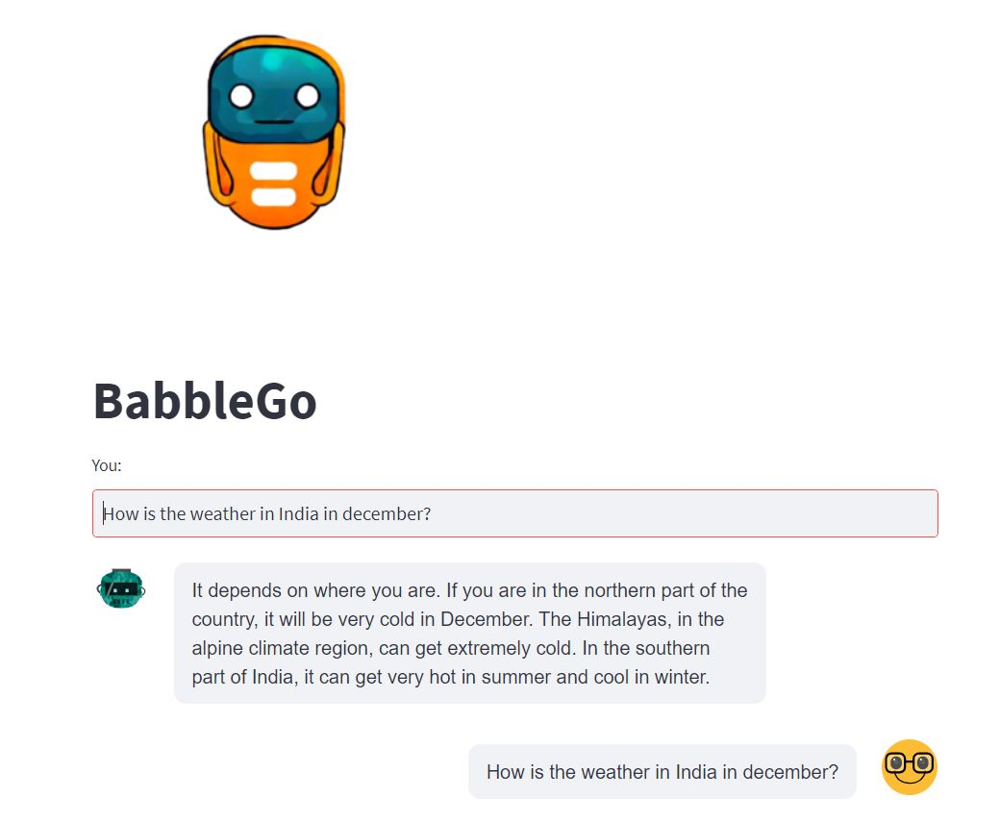 BabbleGo
You:
How is the weather in India in december?
It depends on where you are. If you are in the northern part of the
country, it will be very cold in December. The Himalayas, in the
alpine climate region, can get extremely cold. In the southern
part of India, it can get very hot in summer and cool in winter.
How is the weather in India in december?